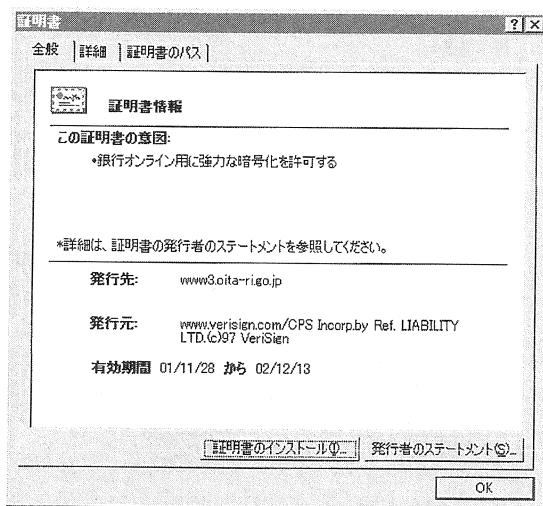 証明書
全般 詳細 証明書のパス
証明書情報
この証明書の意図:
•銀行オンライン用に強力な暗号化を許可する
*詳細は、証明書の発行者のステートメントを参照してください。
発行先: www3.oita-ri.go.jp
発行元: www.verisign.com/CPS Incorp.by Ref. LIABILITY
LTD.(c)97 VeriSign
有効期間 01/11/28 から 02/12/13
証明書のインストール(I)... 発行者のステートメント(S)...
OK